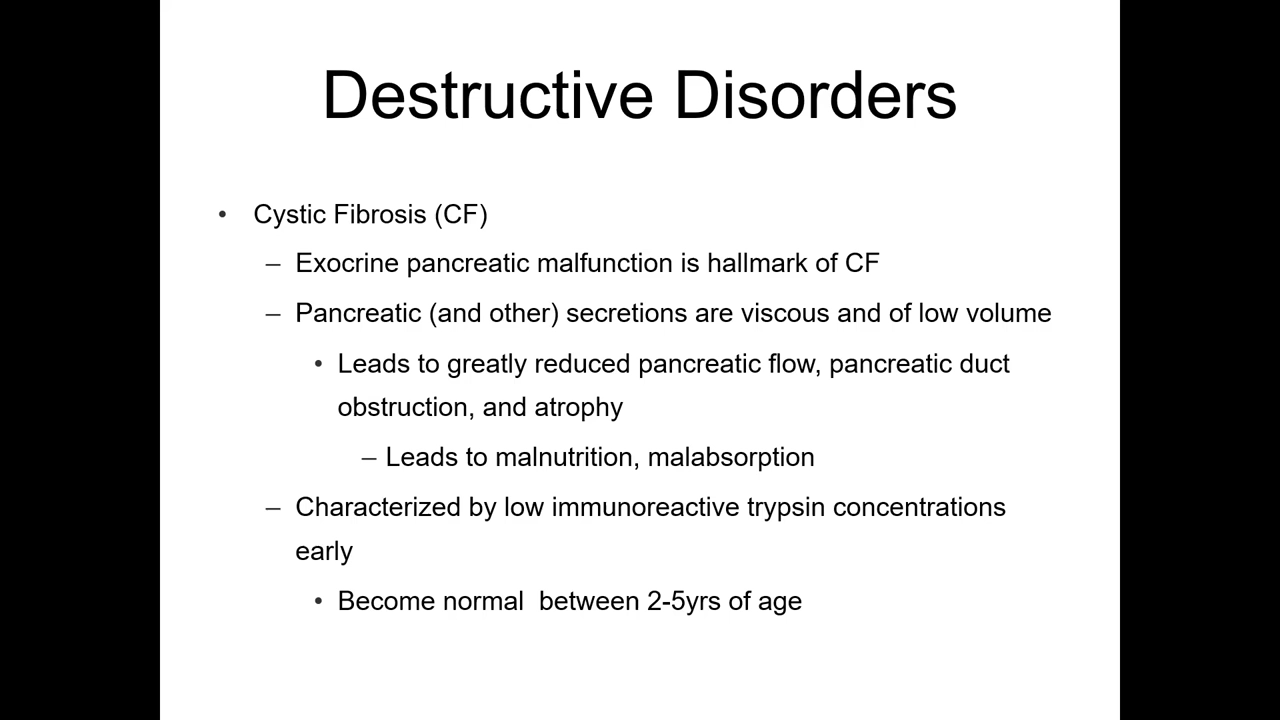 Destructive Disorders
• Cystic Fibrosis (CF)
– Exocrine pancreatic malfunction is hallmark of CF
– Pancreatic (and other) secretions are viscous and of low volume
• Leads to greatly reduced pancreatic flow, pancreatic duct
obstruction, and atrophy
– Leads to malnutrition, malabsorption
– Characterized by low immunoreactive trypsin concentrations
early
• Become normal  between 2-5yrs of age